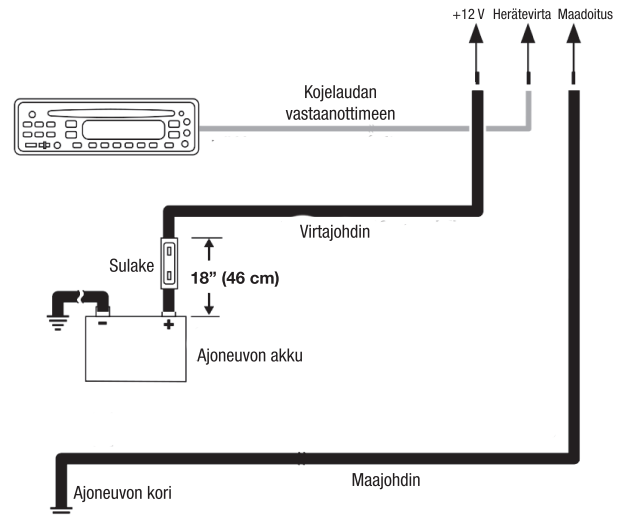 +12 V Herätevirta Maadoitus
Kojelaudan
vastaanottimeen
Virtajohdin
Sulake
18” (46 cm)
Ajoneuvon akku
Maajohdin
Ajoneuvon kori